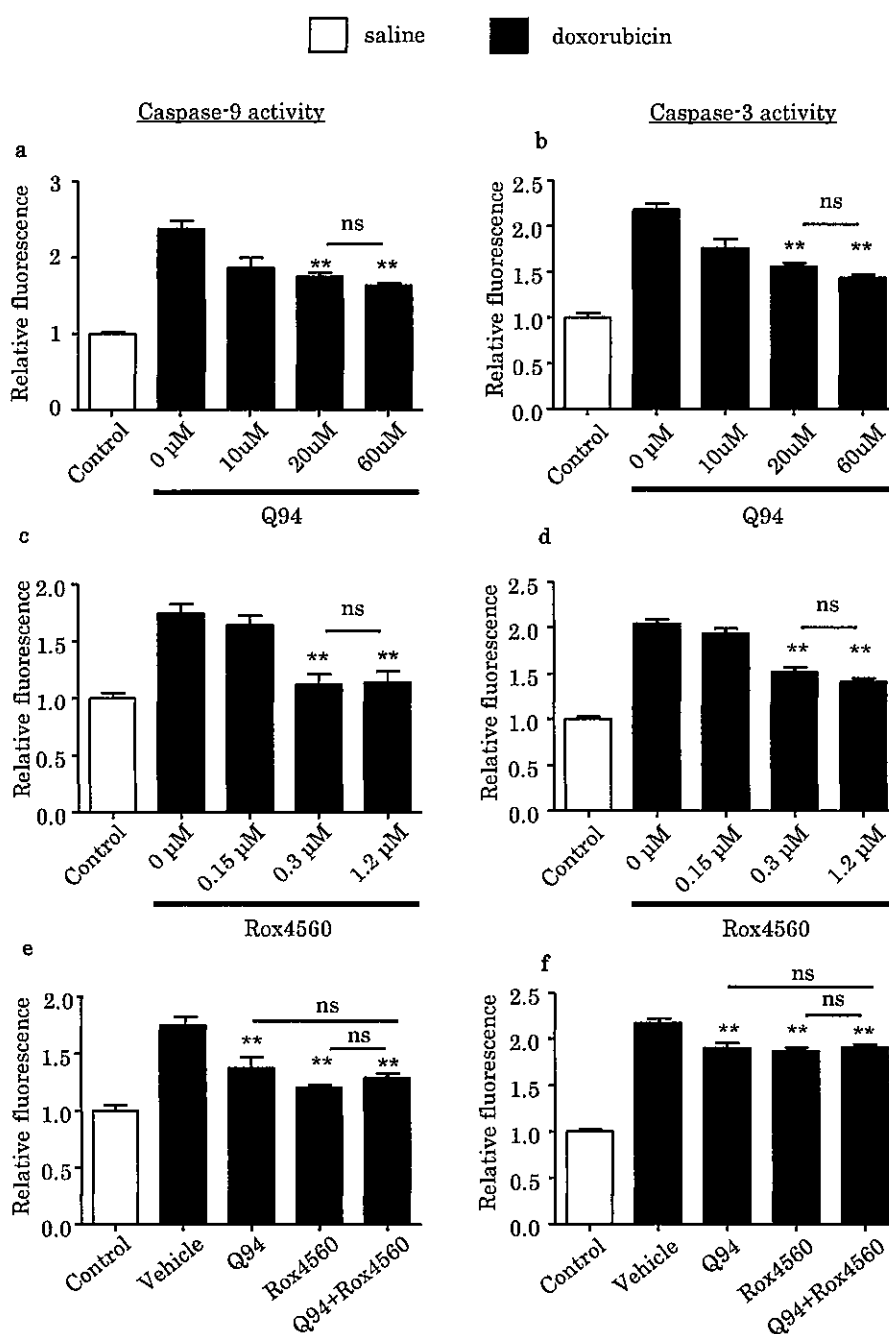 saline doxorubicin
Caspase-9 activity Caspase-3 activity
a
Relative fluorescence
3
2
1
0
ns
** **
Control 0 µM 10uM 20uM 60uM
Q94
b
Relative fluorescence
2.5
2.0
1.5
1.0
0.5
0.0
ns
** **
Control 0 µM 10uM 20uM 60uM
Q94
c
Relative fluorescence
2.0
1.5
1.0
0.5
0.0
ns
** **
Control 0 µM 0.15 µM 0.3 µM 1.2 µM
Rox4560
d
Relative fluorescence
2.5
2.0
1.5
1.0
0.5
0.0
ns
** **
Control 0 µM 0.15 µM 0.3 µM 1.2 µM
Rox4560
e
Relative fluorescence
2.0
1.5
1.0
0.5
0.0
ns
ns
** ** **
Control Vehicle Q94 Rox4560 Q94+Rox4560
f
Relative fluorescence
2.5
2.0
1.5
1.0
0.5
0.0
ns
ns
** ** **
Control Vehicle Q94 Rox4560 Q94+Rox4560